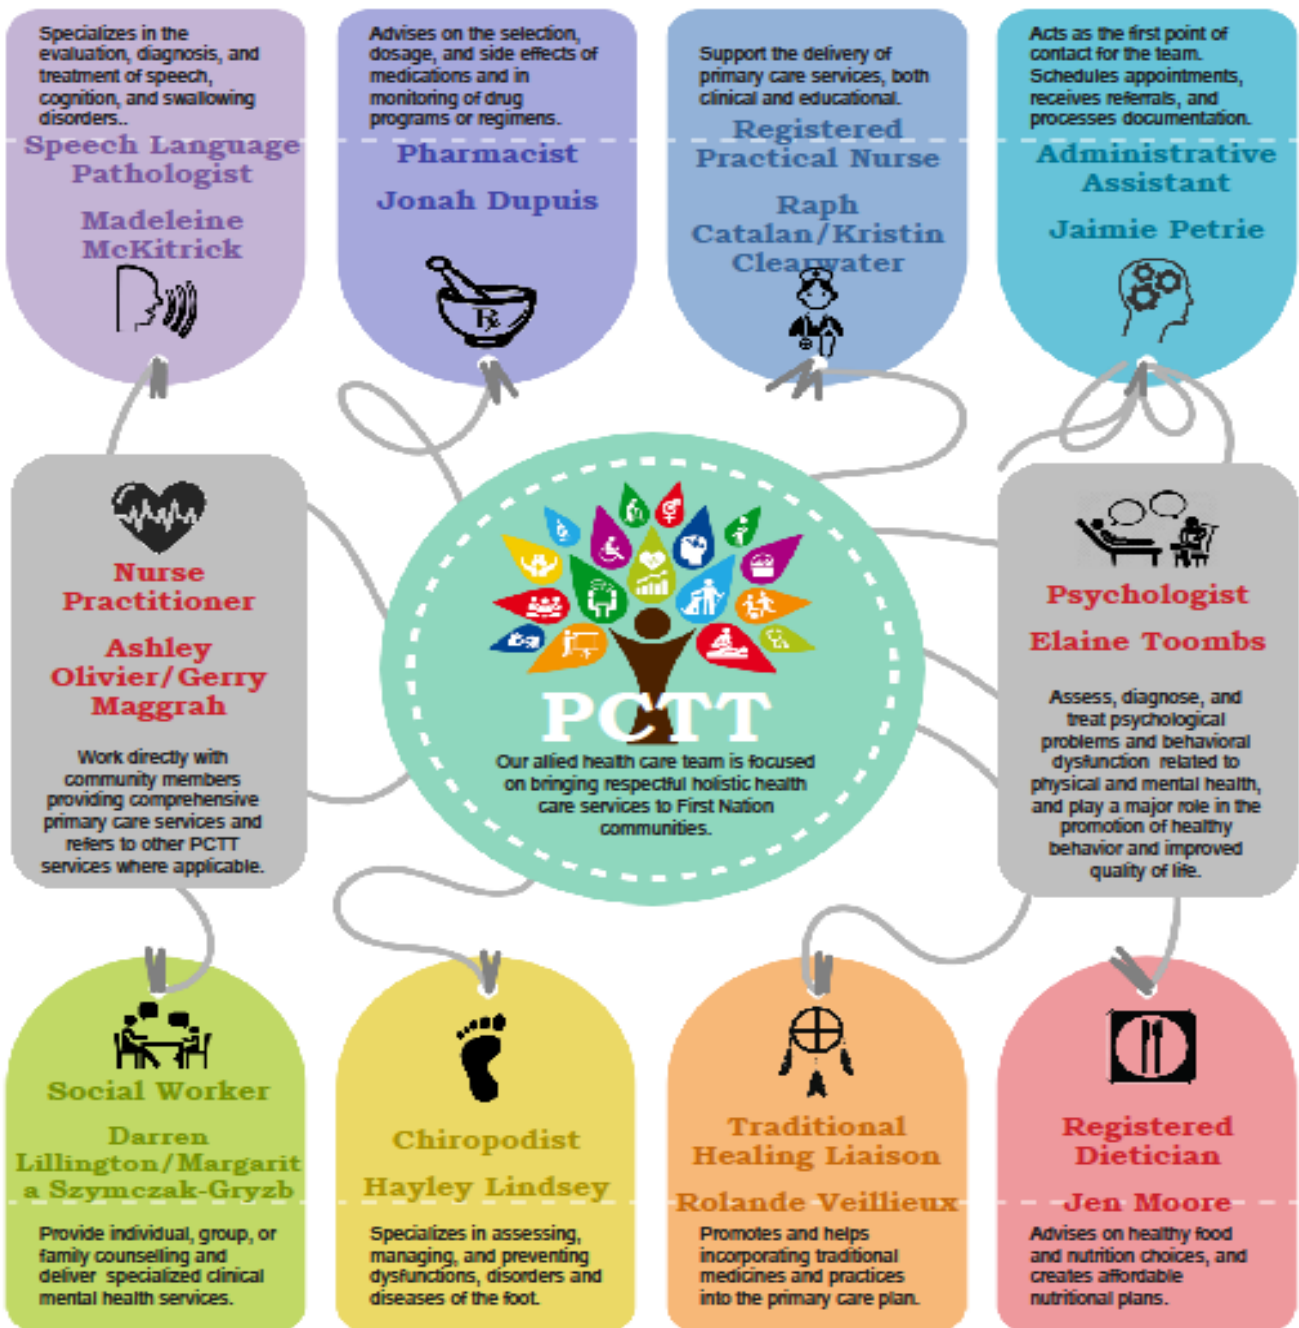 Specializes in the
evaluation, diagnosis, and
treatment of speech,
cognition, and swallowing
disorders..
Speech Language
Pathologist
Madeleine
McKitrick
Advises on the selection,
dosage, and side effects of
medications and in
monitoring of drug
programs or regimens.
Pharmacist
Jonah Dupuis
Support the delivery of
primary care services, both
clinical and educational.
Registered
Practical Nurse
Raph
Catalan/Kristin
Clearwater
Acts as the first point of
contact for the team.
Schedules appointments,
receives referrals, and
processes documentation.
Administrative
Assistant
Jaimie Petrie
Nurse
Practitioner
Ashley
Olivier/Gerry
Maggrah
Work directly with
community members
providing comprehensive
primary care services and
refers to other PCTT
services where applicable.
PCTT
Our allied health care team is focused
on bringing respectful holistic health
care services to First Nation
communities.
Psychologist
Elaine Toombs
Assess, diagnose, and
treat psychological
problems and behavioral
dysfunction related to
physical and mental health,
and play a major role in the
promotion of healthy
behavior and improved
quality of life.
Social Worker
Darren
Lillington/Margarit
a Szymczak-Gryzb
Provide individual, group, or
family counselling and
deliver specialized clinical
mental health services.
Chiropodist
Hayley Lindsey
Specializes in assessing,
managing, and preventing
dysfunctions, disorders and
diseases of the foot.
Traditional
Healing Liaison
Rolande Veillieux
Promotes and helps
incorporating traditional
medicines and practices
into the primary care plan.
Registered
Dietician
Jen Moore
Advises on healthy food
and nutrition choices, and
creates affordable
nutritional plans.